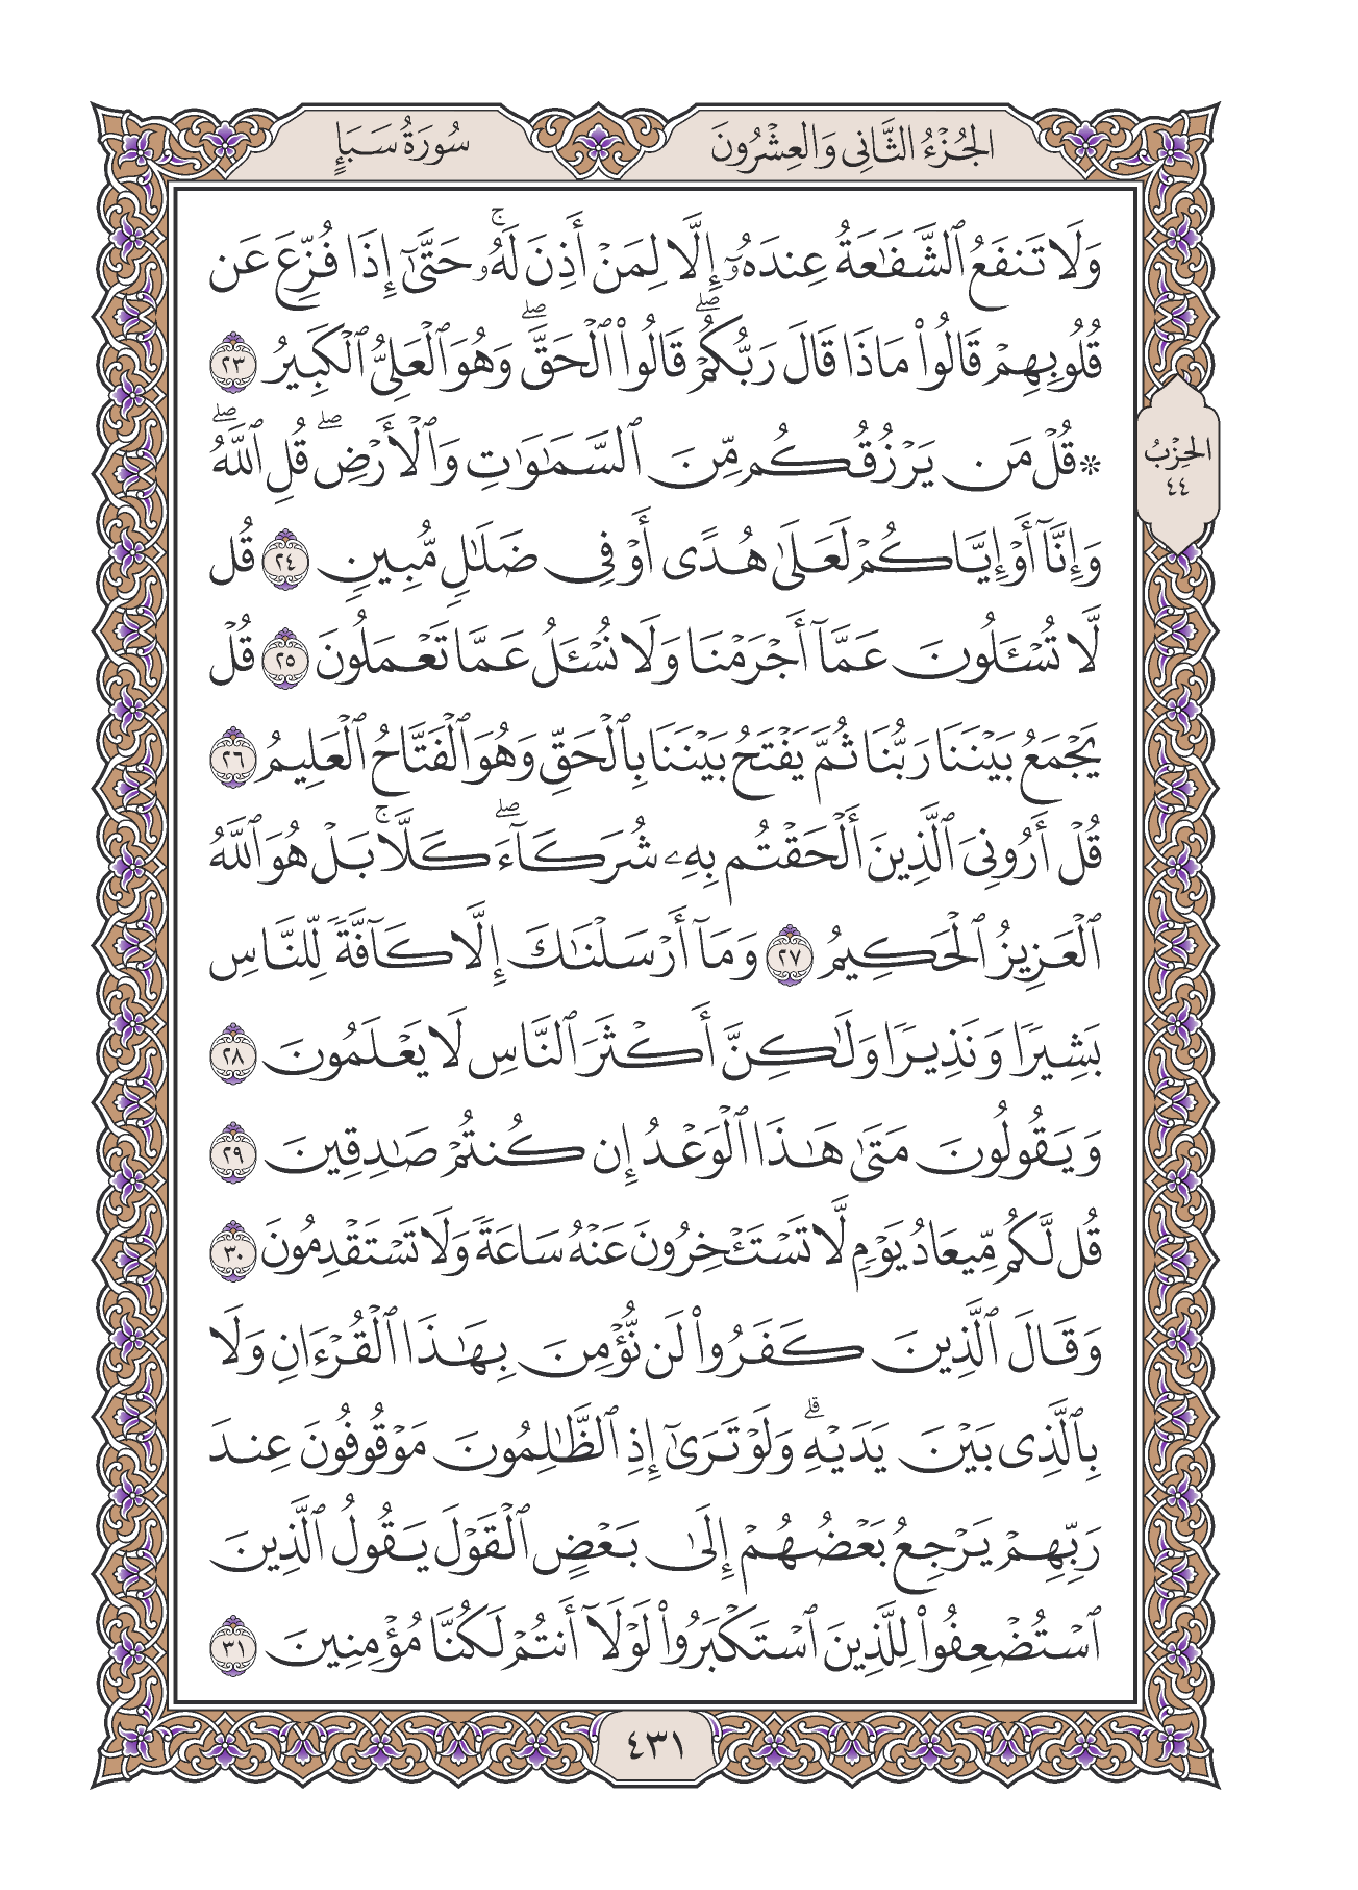 الجُزْءُ الثَّانِي وَالعِشْرُونَ
سُورَةُ سَبَإٍ
وَلَا تَنفَعُ ٱلشَّفَٰعَةُ عِندَهُۥٓ إِلَّا لِمَنْ أَذِنَ لَهُۥۚ حَتَّىٰٓ إِذَا فُزِّعَ عَن
قُلُوبِهِمْ قَالُوا۟ مَاذَا قَالَ رَبُّكُمْۖ قَالُوا۟ ٱلْحَقَّۖ وَهُوَ ٱلْعَلِىُّ ٱلْكَبِيرُ ٢٣
۞ قُلْ مَن يَرْزُقُكُم مِّنَ ٱلسَّمَٰوَٰتِ وَٱلْأَرْضِۖ قُلِ ٱللَّهُۖ
وَإِنَّآ أَوْ إِيَّاكُمْ لَعَلَىٰ هُدًى أَوْ فِى ضَلَٰلٍ مُّبِينٍ ٢٤ قُل
لَّا تُسْـَٔلُونَ عَمَّآ أَجْرَمْنَا وَلَا نُسْـَٔلُ عَمَّا تَعْمَلُونَ ٢٥ قُلْ
يَجْمَعُ بَيْنَنَا رَبُّنَا ثُمَّ يَفْتَحُ بَيْنَنَا بِٱلْحَقِّ وَهُوَ ٱلْفَتَّاحُ ٱلْعَلِيمُ ٢٦
قُلْ أَرُونِىَ ٱلَّذِينَ أَلْحَقْتُم بِهِۦ شُرَكَآءَۖ كَلَّاۚ بَلْ هُوَ ٱللَّهُ
ٱلْعَزِيزُ ٱلْحَكِيمُ ٢٧ وَمَآ أَرْسَلْنَٰكَ إِلَّا كَآفَّةً لِّلنَّاسِ
بَشِيرًا وَنَذِيرًا وَلَٰكِنَّ أَكْثَرَ ٱلنَّاسِ لَا يَعْلَمُونَ ٢٨
وَيَقُولُونَ مَتَىٰ هَٰذَا ٱلْوَعْدُ إِن كُنتُمْ صَٰدِقِينَ ٢٩
قُل لَّكُم مِّيعَادُ يَوْمٍ لَّا تَسْتَـْٔخِرُونَ عَنْهُ سَاعَةً وَلَا تَسْتَقْدِمُونَ ٣٠
وَقَالَ ٱلَّذِينَ كَفَرُوا۟ لَن نُّؤْمِنَ بِهَٰذَا ٱلْقُرْءَانِ وَلَا
بِٱلَّذِى بَيْنَ يَدَيْهِۗ وَلَوْ تَرَىٰٓ إِذِ ٱلظَّٰلِمُونَ مَوْقُوفُونَ عِندَ
رَبِّهِمْ يَرْجِعُ بَعْضُهُمْ إِلَىٰ بَعْضٍ ٱلْقَوْلَ يَقُولُ ٱلَّذِينَ
ٱسْتُضْعِفُوا۟ لِلَّذِينَ ٱسْتَكْبَرُوا۟ لَوْلَآ أَنتُمْ لَكُنَّا مُؤْمِنِينَ ٣١
الحِزْبُ
٤٤
٤٣١